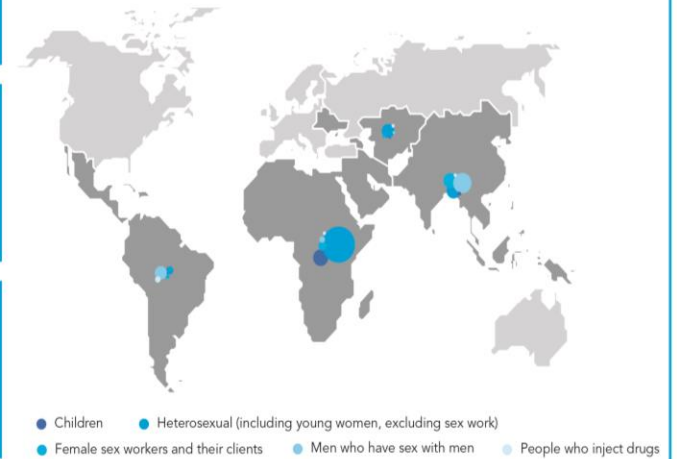 Children Heterosexual (including young women, excluding sex work)
Female sex workers and their clients Men who have sex with men People who inject drugs